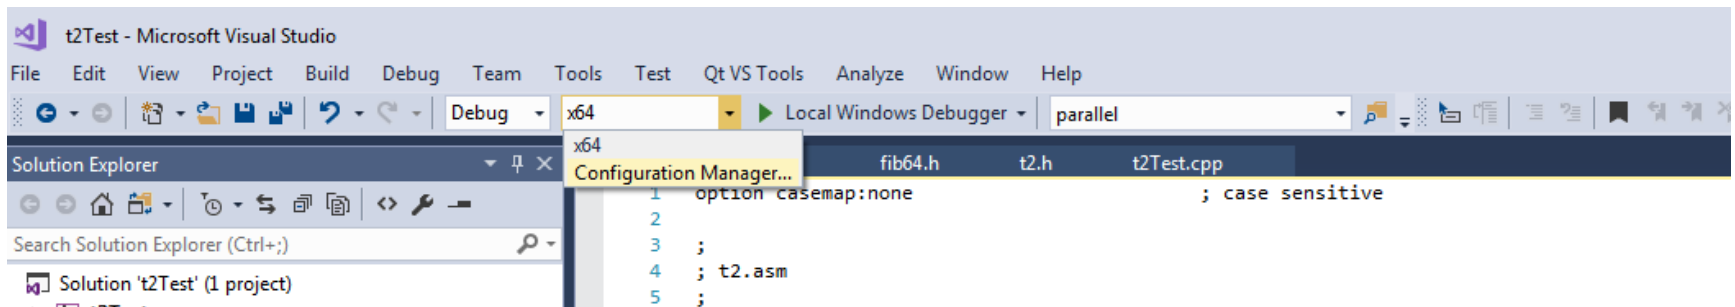 t2Test - Microsoft Visual Studio
File Edit View Project Build Debug Team Tools Test Qt VS Tools Analyze Window Help
Debug x64 Local Windows Debugger parallel
x64
Configuration Manager...
Solution Explorer
fib64.h t2.h t2Test.cpp
Search Solution Explorer (Ctrl+;)
Solution 't2Test' (1 project)
1 option casemap:none ; case sensitive
2
3 ;
4 ; t2.asm
5 ;